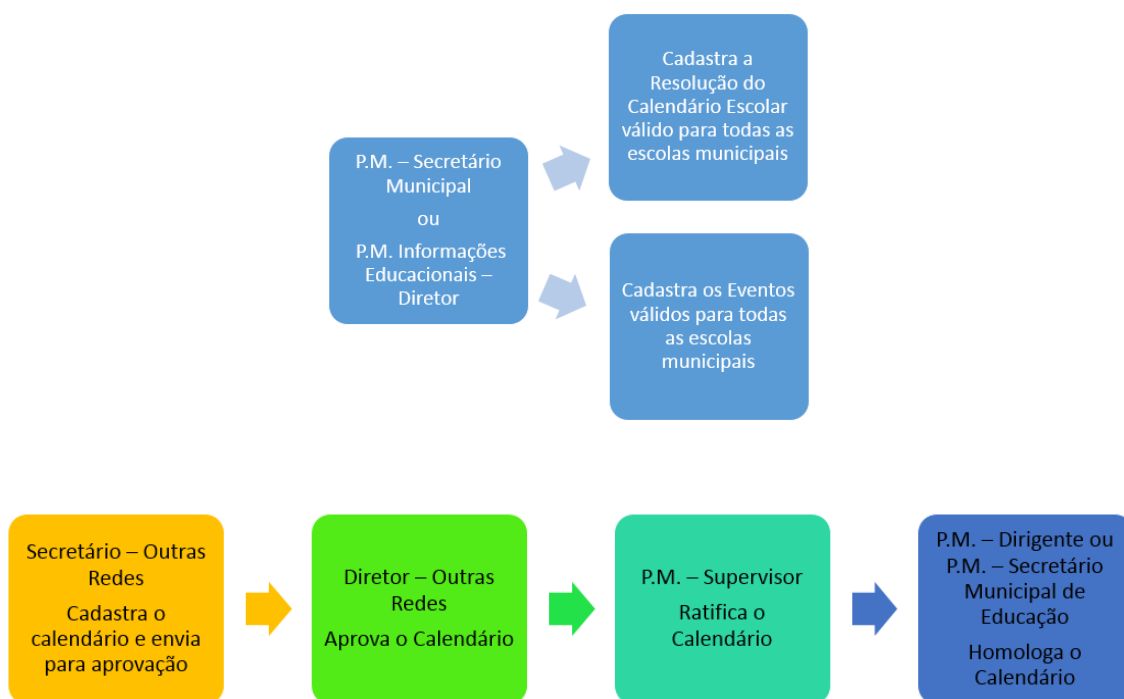 Cadastra a
Resolução do
Calendário Escolar
válido para todas as
escolas municipais
P.M. – Secretário
Municipal
ou
P.M. Informações
Educacionais –
Diretor
Cadastra os Eventos
válidos para todas
as escolas
municipais
Secretário – Outras
Redes
Cadastra o
calendário e envia
para aprovação
Diretor – Outras
Redes
Aprova o Calendário
P.M. – Supervisor
Ratifica o
Calendário
P.M. – Dirigente ou
P.M. – Secretário
Municipal de
Educação
Homologa o
Calendário